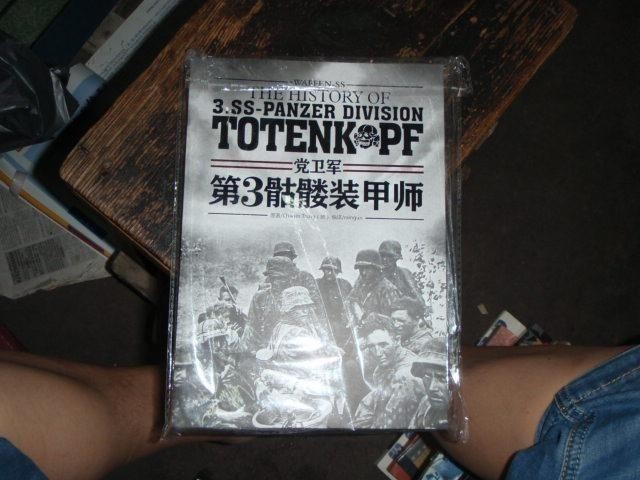 WAFFEN-SS
THE HISTORY OF
3.SS-PANZER DIVISION
TOTENKOPF
党卫军
第3骷髅装甲师